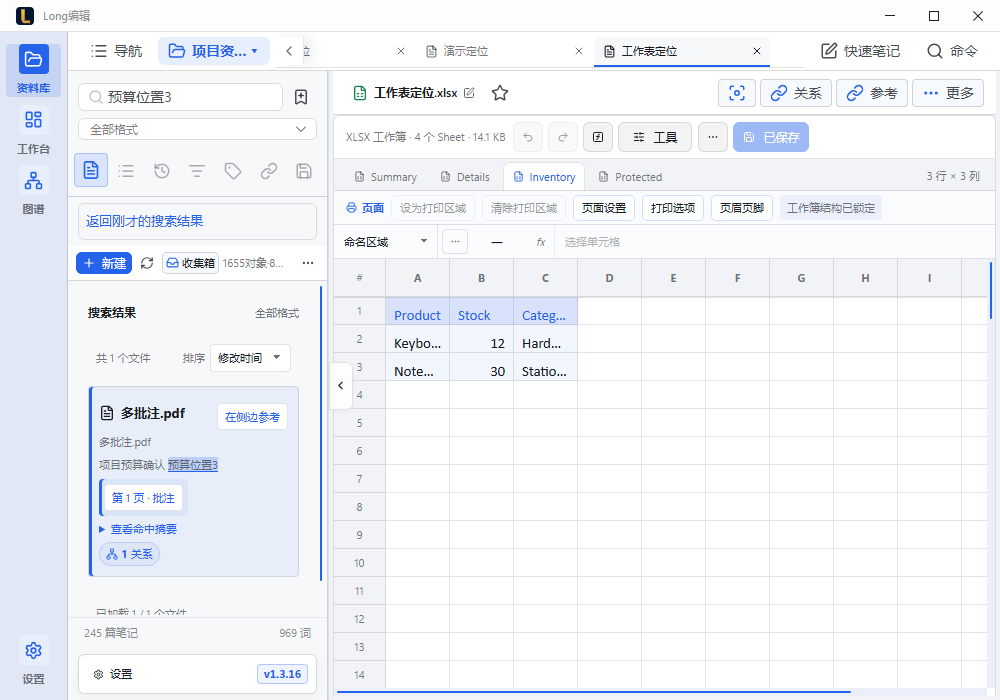 Long编辑
资料库
工作台
图谱
设置
导航
项目资...
位
演示定位
工作表定位
快速笔记
命令
预算位置3
全部格式
返回刚才的搜索结果
新建
收集箱
1655对象·8...
搜索结果
全部格式
共 1 个文件
排序
修改时间
多批注.pdf
在侧边参考
多批注.pdf
项目预算确认 预算位置3
第 1 页 · 批注
查看命中摘要
1 关系
已加载 1 / 1 个文件
245 篇笔记
969 词
设置
v1.3.16
工作表定位.xlsx
关系
参考
更多
XLSX 工作簿 · 4 个 Sheet · 14.1 KB
工具
已保存
Summary
Details
Inventory
Protected
3 行 × 3 列
页面
设为打印区域
清除打印区域
页面设置
打印选项
页眉页脚
工作簿结构已锁定
命名区域
—
fx
选择单元格
# A B C D E F G H I
1 Product Stock Categ...
2 Keybo... 12 Hard...
3 Note... 30 Statio...
4
5
6
7
8
9
10
11
12
13
14